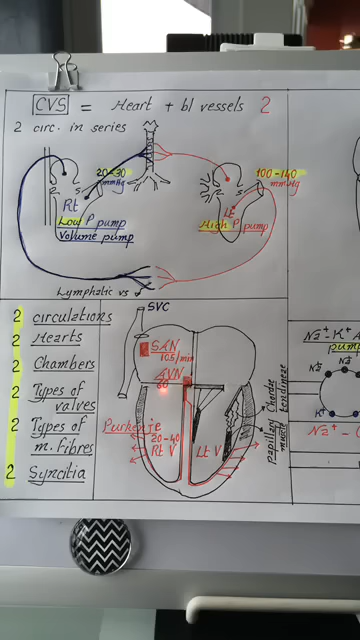 CVS = Heart + bl vessels 2
2 circ. in series
20-30
mmHg
Rt
Low P pump
Volume pump
100-140
mmHg
Lt
High P pump
Lymphatic vs
2 circulations
2 Hearts
2 Chambers
2 Types of
valves
2 Types of
m. fibres
2 Syncitia
SVC
SAN
105/min
AVN
60
Purkenje
20-40
Rt V
Lt V
Chordae
tendineae
Papillary
muscle
Na⁺ K⁺ A
pump
Na⁺
Na⁺
K⁺
Na⁺ -